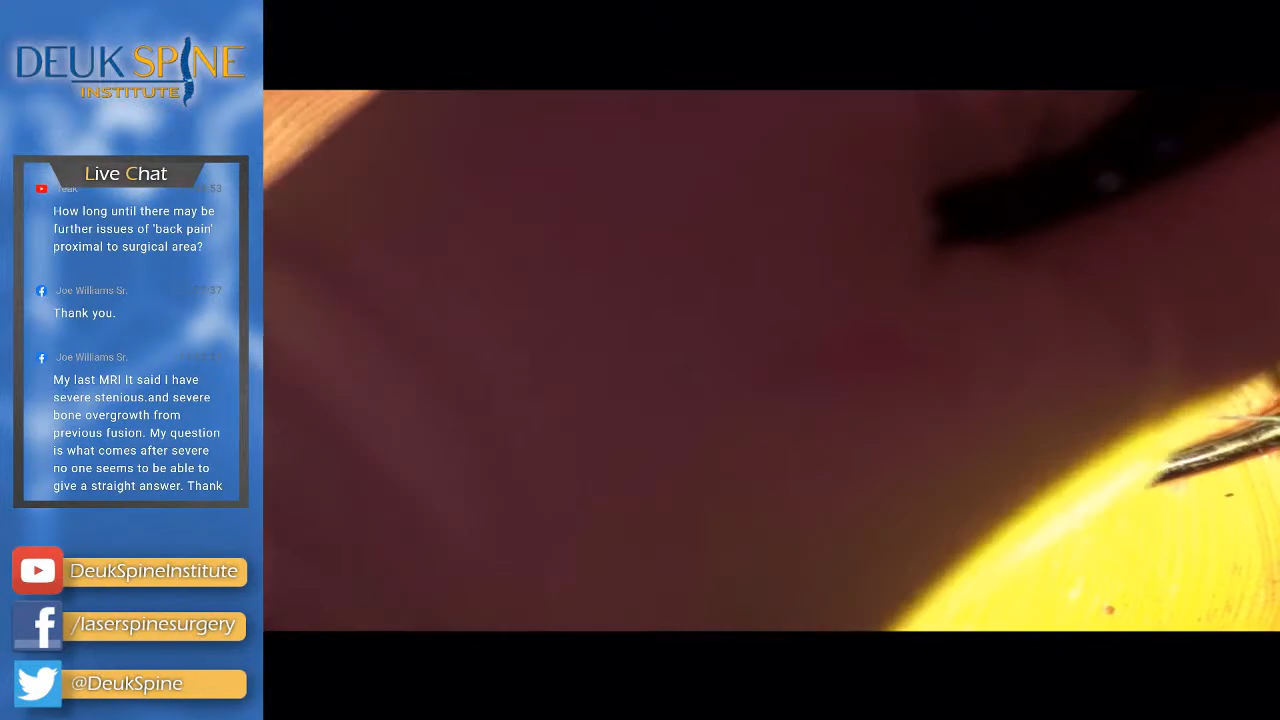 DEUK SPINE
INSTITUTE
Live Chat
How long until there may be
further issues of 'back pain'
proximal to surgical area?
Joe Williams Sr.
Thank you.
Joe Williams Sr.
My last MRI It said I have
severe stenious.and severe
bone overgrowth from
previous fusion. My question
is what comes after severe
no one seems to be able to
give a straight answer. Thank
DeukSpineInstitute
/laserspinesurgery
@DeukSpine